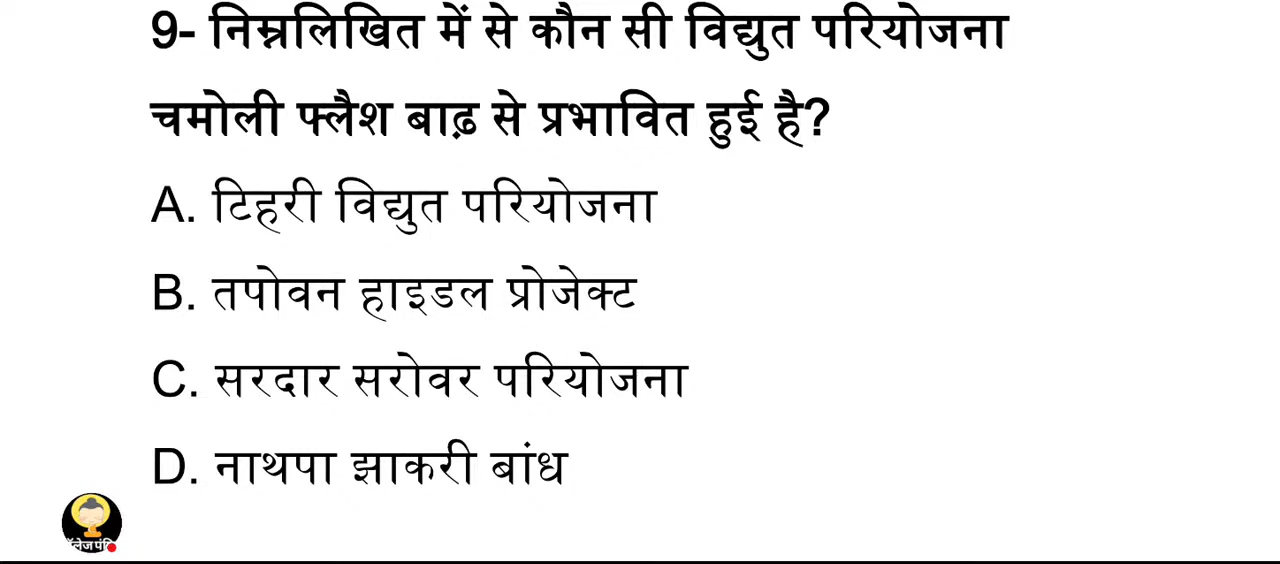 9- निम्नलिखित में से कौन सी विद्युत परियोजना
चमोली फ्लैश बाढ़ से प्रभावित हुई है?
A. टिहरी विद्युत परियोजना
B. तपोवन हाइडल प्रोजेक्ट
C. सरदार सरोवर परियोजना
D. नाथपा झाकरी बांध